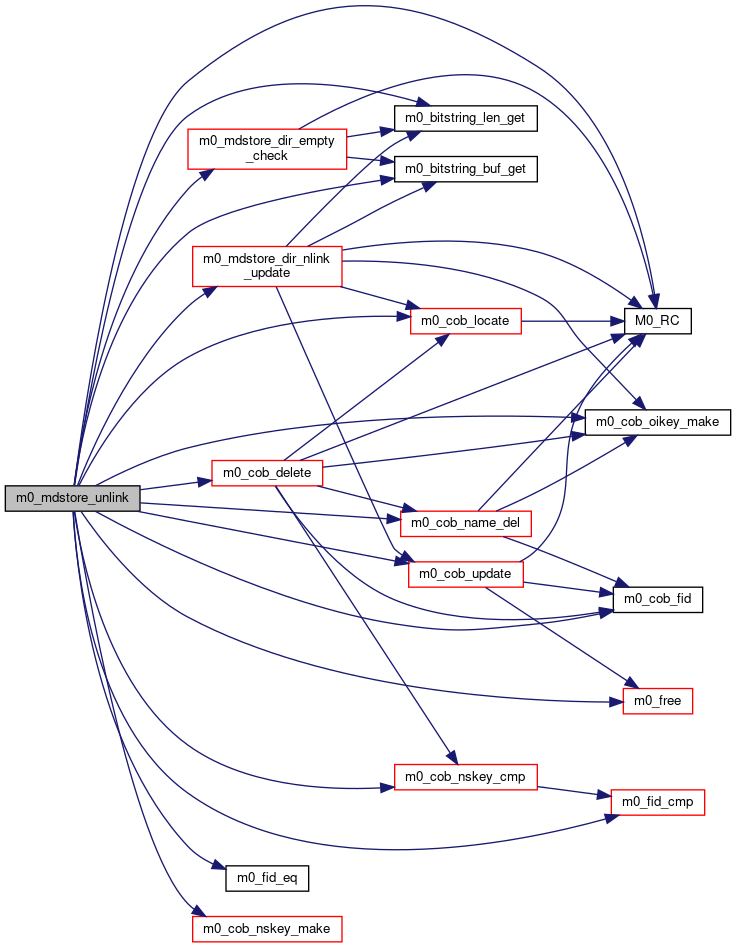 m0_bitstring_len_get
m0_mdstore_dir_empty
_check
m0_bitstring_buf_get
m0_mdstore_dir_nlink
_update
m0_cob_locate
M0_RC
m0_cob_oikey_make
m0_cob_delete
m0_mdstore_unlink
m0_cob_name_del
m0_cob_update
m0_cob_fid
m0_free
m0_cob_nskey_cmp
m0_fid_cmp
m0_fid_eq
m0_cob_nskey_make